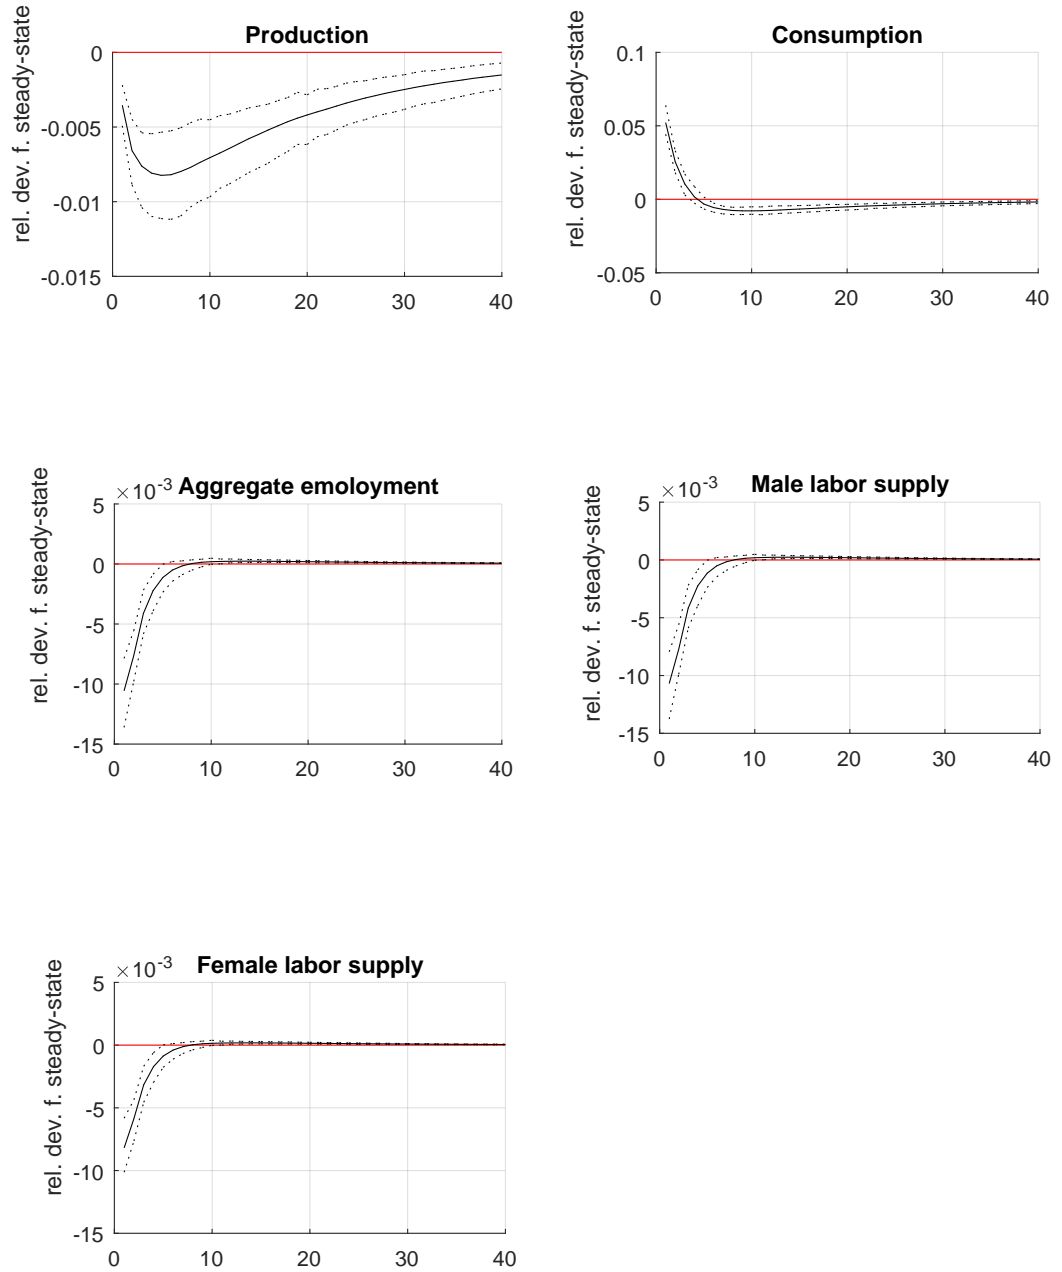 Production
rel. dev. f. steady-state
0
-0.005
-0.01
-0.015
0 10 20 30 40
Consumption
rel. dev. f. steady-state
0.1
0.05
0
-0.05
0 10 20 30 40
×10-3 Aggregate emoloyment
rel. dev. f. steady-state
5
0
-5
-10
-15
0 10 20 30 40
×10-3 Male labor supply
rel. dev. f. steady-state
5
0
-5
-10
-15
0 10 20 30 40
×10-3 Female labor supply
rel. dev. f. steady-state
5
0
-5
-10
-15
0 10 20 30 40